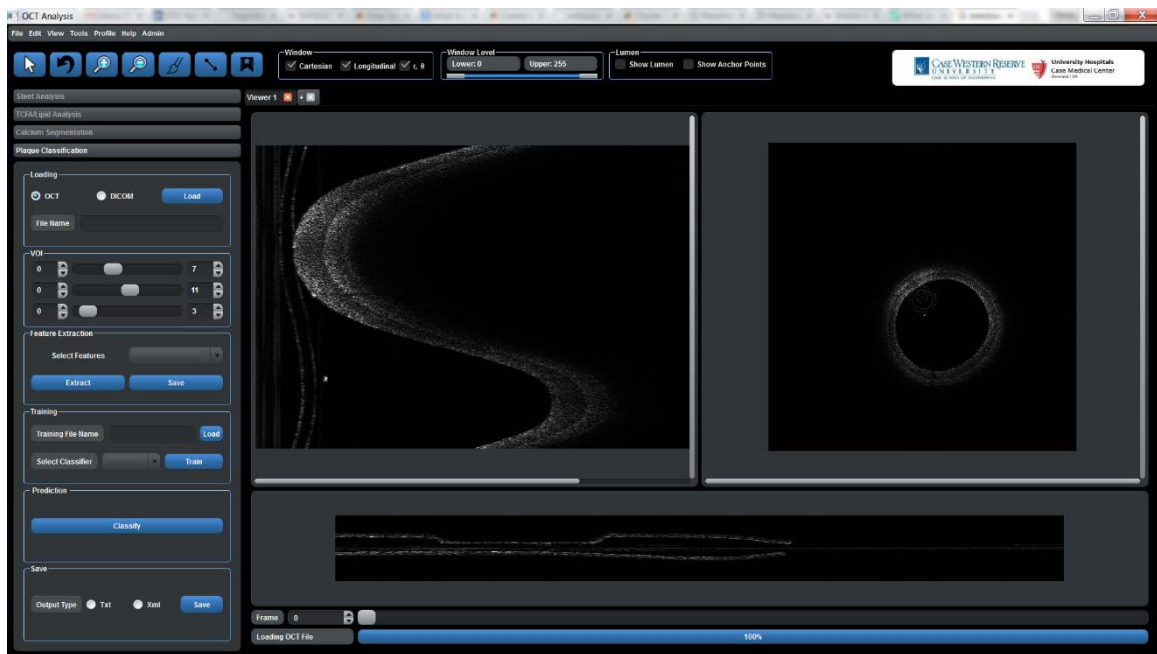 OCT Analysis
File Edit View Tools Profile Help Admin
Window
Cartesian Longitudinal r, θ
Window Level
Lower: 0 Upper: 255
Lumen
Show Lumen Show Anchor Points
CASE WESTERN RESERVE
UNIVERSITY
CASE SCHOOL OF ENGINEERING
University Hospitals
Case Medical Center
Stent Analysis
TCFA/Lipid Analysis
Calcium Segmentation
Plaque Classification
Viewer 1
Loading
OCT DICOM Load
File Name
VOI
0 7
0 11
0 3
Feature Extraction
Select Features
Extract Save
Training
Training File Name Load
Select Classifier Train
Prediction
Classify
Save
Output Type Txt Xml Save
Frame 0
Loading OCT File 100%